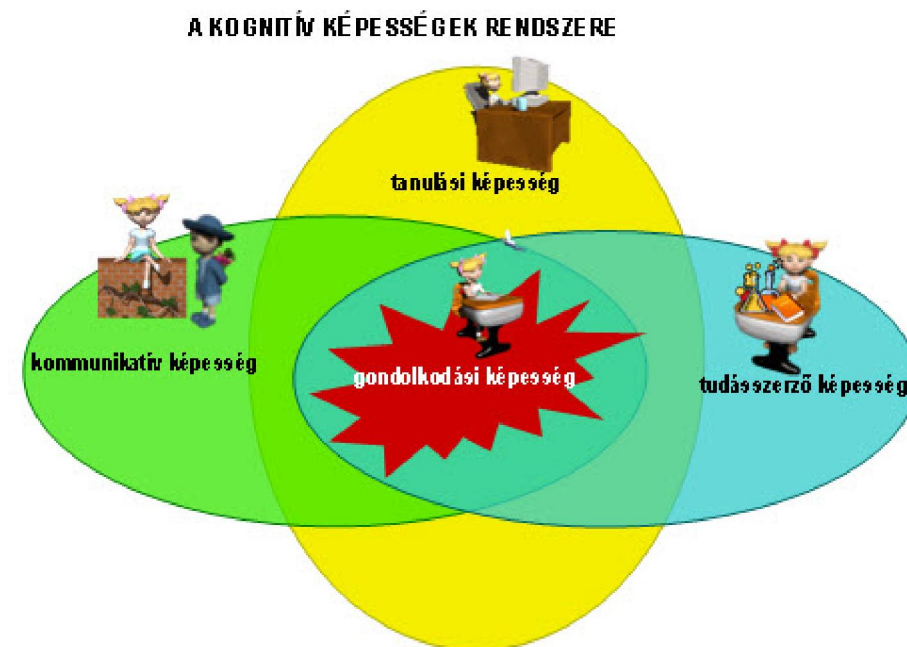 A KOGNITÍV KÉPESSÉGEK RENDSZERE
tanulási képesség
kommunikatív képesség
gondolkodási képesség
tudásszerző képesség